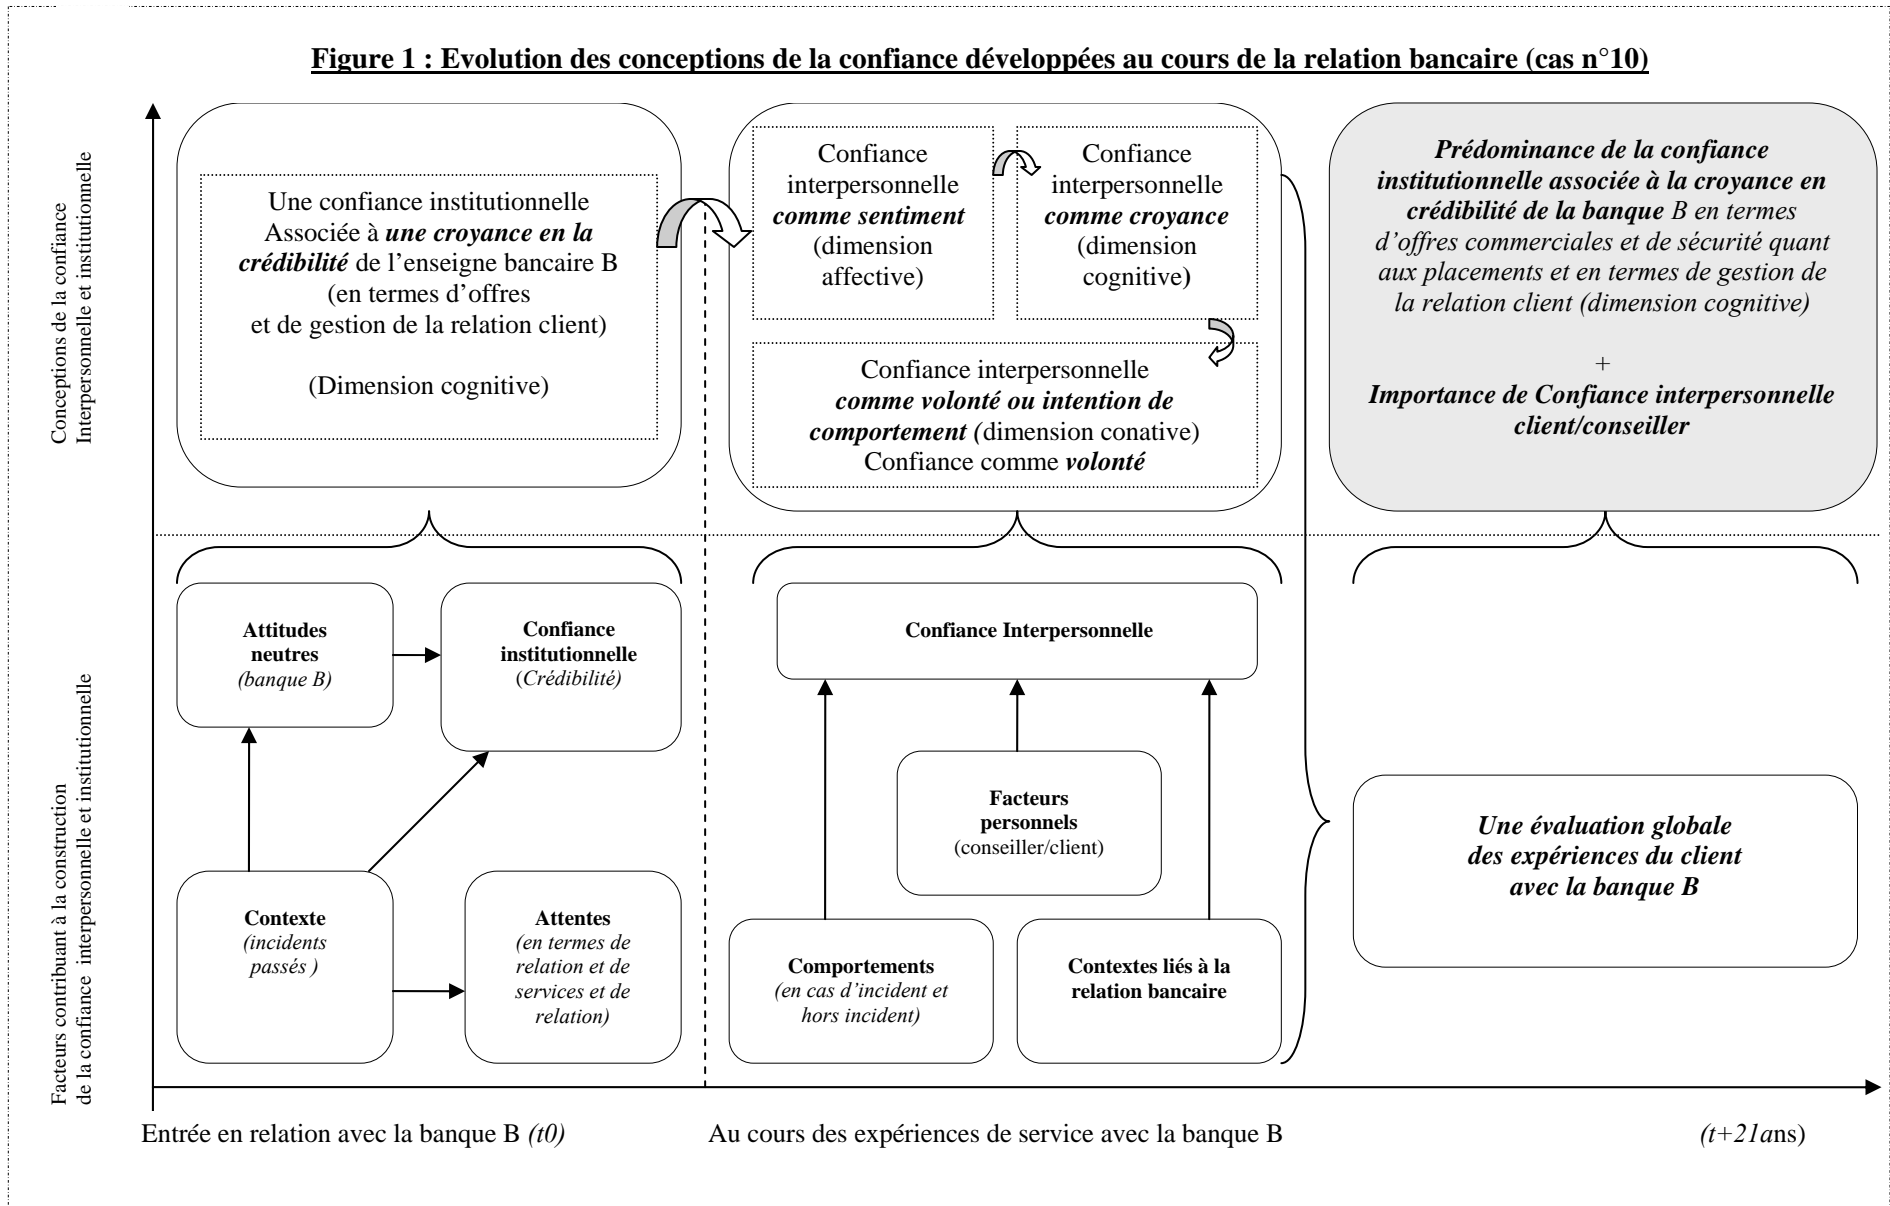 Figure 1 : Evolution des conceptions de la confiance développées au cours de la relation bancaire (cas n°10)
Conceptions de la confiance
Interpersonnelle et institutionnelle
Une confiance institutionnelle
Associée à une croyance en la
crédibilité de l'enseigne bancaire B
(en termes d'offres
et de gestion de la relation client)
(Dimension cognitive)
Confiance
interpersonnelle
comme sentiment
(dimension
affective)
Confiance
interpersonnelle
comme croyance
(dimension
cognitive)
Confiance interpersonnelle
comme volonté ou intention de
comportement (dimension conative)
Confiance comme volonté
Prédominance de la confiance
institutionnelle associée à la croyance en
crédibilité de la banque B en termes
d'offres commerciales et de sécurité quant
aux placements et en termes de gestion de
la relation client (dimension cognitive)
+
Importance de Confiance interpersonnelle
client/conseiller
Facteurs contribuant à la construction
de la confiance interpersonnelle et institutionnelle
Attitudes
neutres
(banque B)
Confiance
institutionnelle
(Crédibilité)
Contexte
(incidents
passés )
Attentes
(en termes de
relation et de
services et de
relation)
Confiance Interpersonnelle
Facteurs
personnels
(conseiller/client)
Comportements
(en cas d'incident et
hors incident)
Contextes liés à la
relation bancaire
Une évaluation globale
des expériences du client
avec la banque B
Entrée en relation avec la banque B (t0)
Au cours des expériences de service avec la banque B
(t+21ans)